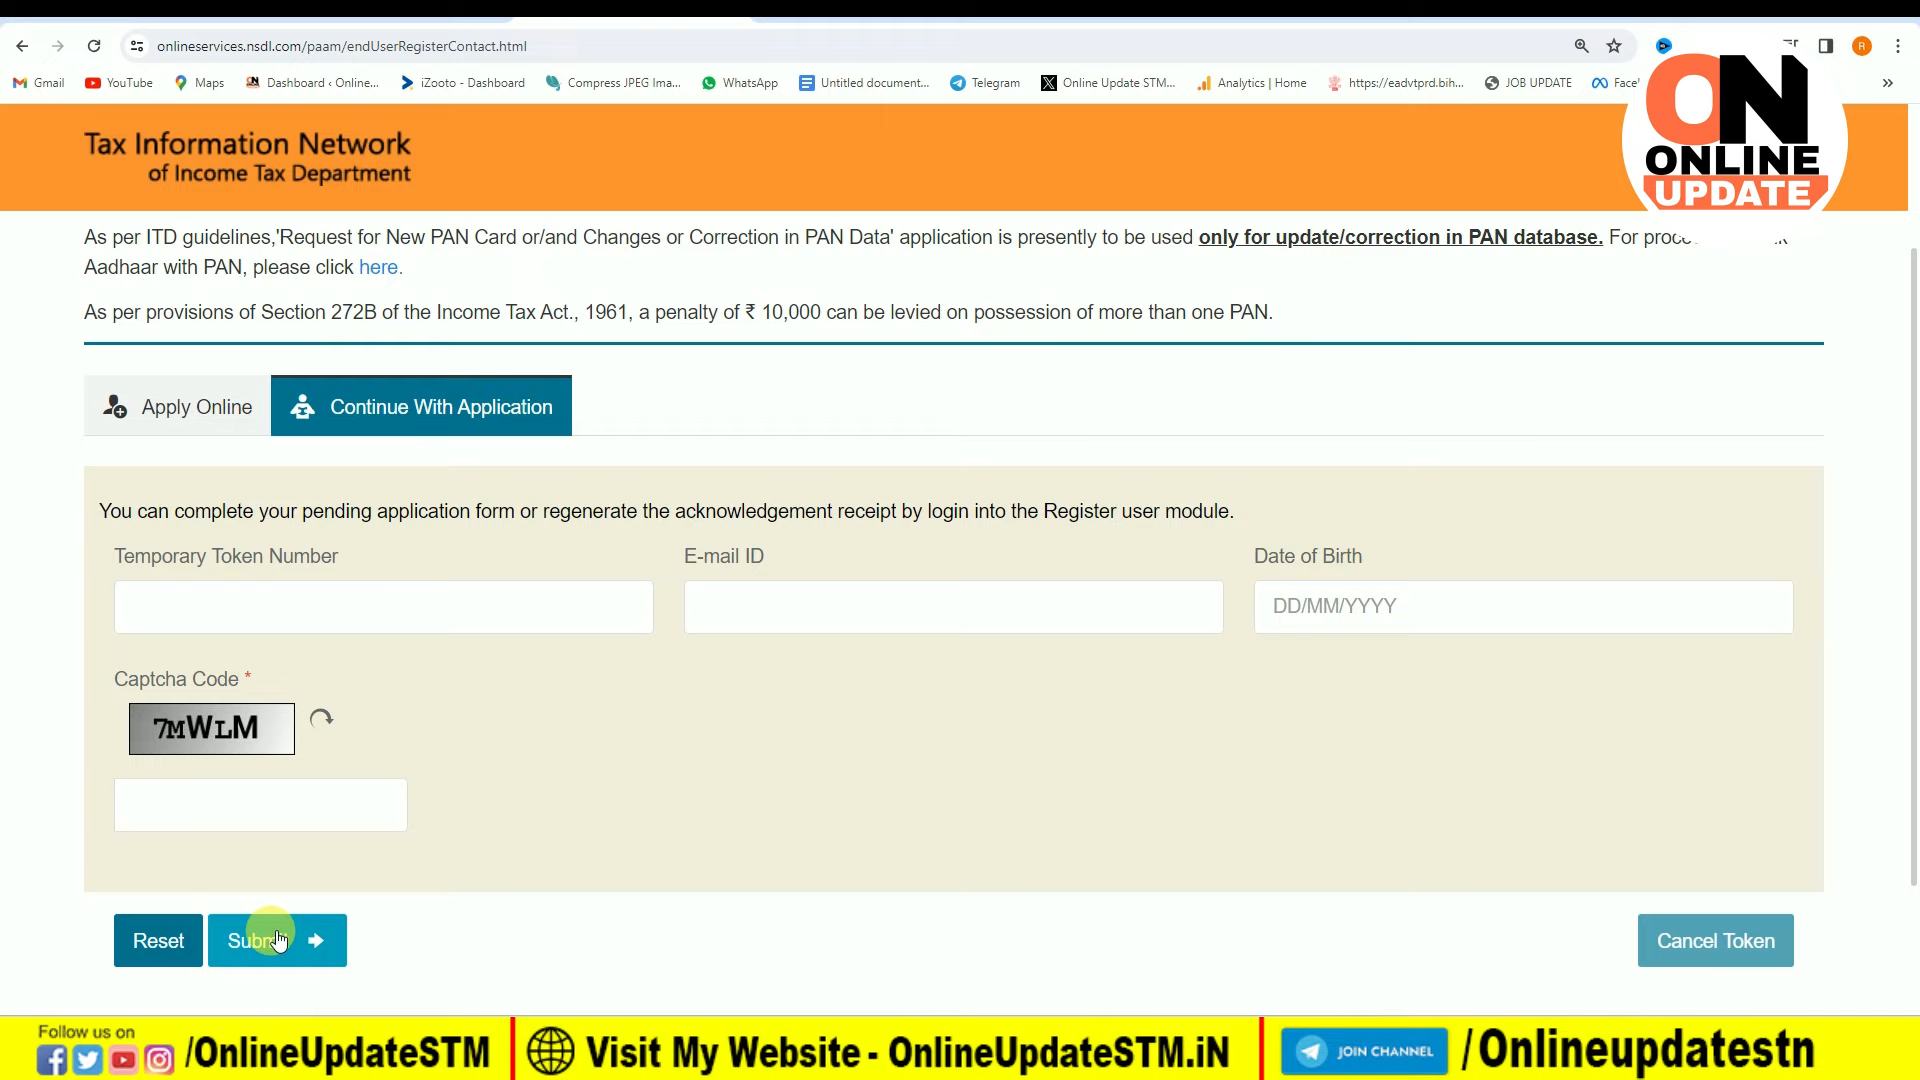 onlineservices.nsdl.com/paam/endUserRegisterContact.html
R
Gmail
YouTube
Maps
Dashboard ‹ Online...
iZooto - Dashboard
Compress JPEG Ima...
WhatsApp
Untitled document...
Telegram
Online Update STM...
Analytics | Home
https://eadvtprd.bih...
JOB UPDATE
»
ON
ONLINE
UPDATE
Tax Information Network
of Income Tax Department
As per ITD guidelines,'Request for New PAN Card or/and Changes or Correction in PAN Data' application is presently to be used only for update/correction in PAN database. For
Aadhaar with PAN, please click here.
As per provisions of Section 272B of the Income Tax Act., 1961, a penalty of ₹ 10,000 can be levied on possession of more than one PAN.
Apply Online
Continue With Application
You can complete your pending application form or regenerate the acknowledgement receipt by login into the Register user module.
Temporary Token Number
E-mail ID
Date of Birth
DD/MM/YYYY
Captcha Code *
7MWLM
Reset
Submit
Cancel Token
Follow us on
/OnlineUpdateSTM
Visit My Website - OnlineUpdateSTM.iN
JOIN CHANNEL
/Onlineupdatestn